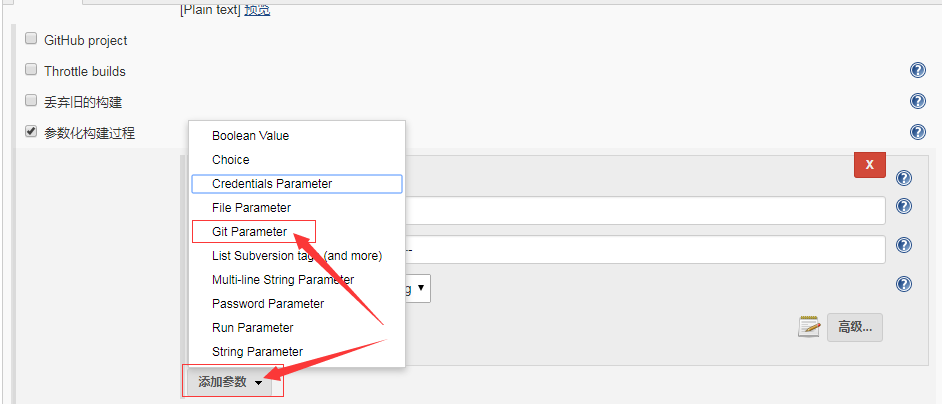 [Plain text] 预览
GitHub project
Throttle builds
丢弃旧的构建
参数化构建过程
Boolean Value
Choice
Credentials Parameter
File Parameter
Git Parameter
List Subversion tags (and more)
Multi-line String Parameter
Password Parameter
Run Parameter
String Parameter
X
--
g
高级...
添加参数